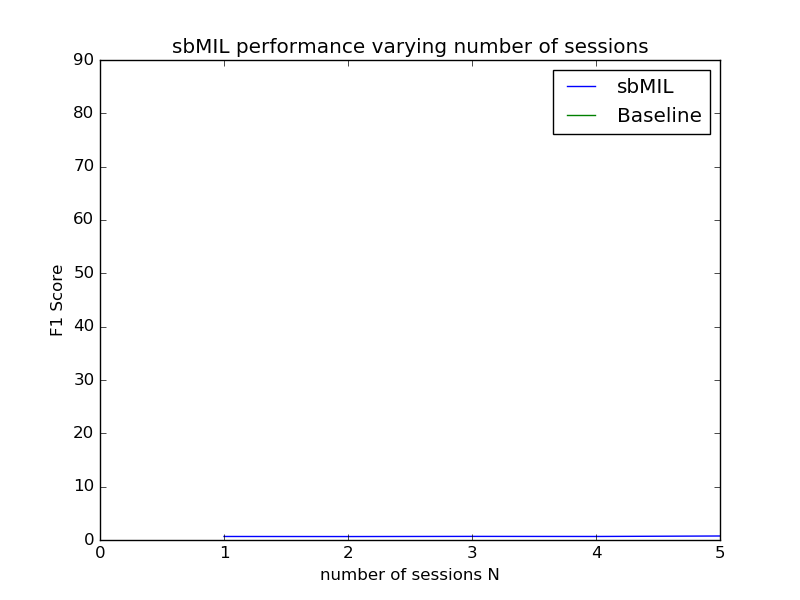 sbMIL performance varying number of sessions
90
80
70
60
50
40
30
20
10
0
F1 Score
sbMIL
Baseline
0 1 2 3 4 5
number of sessions N